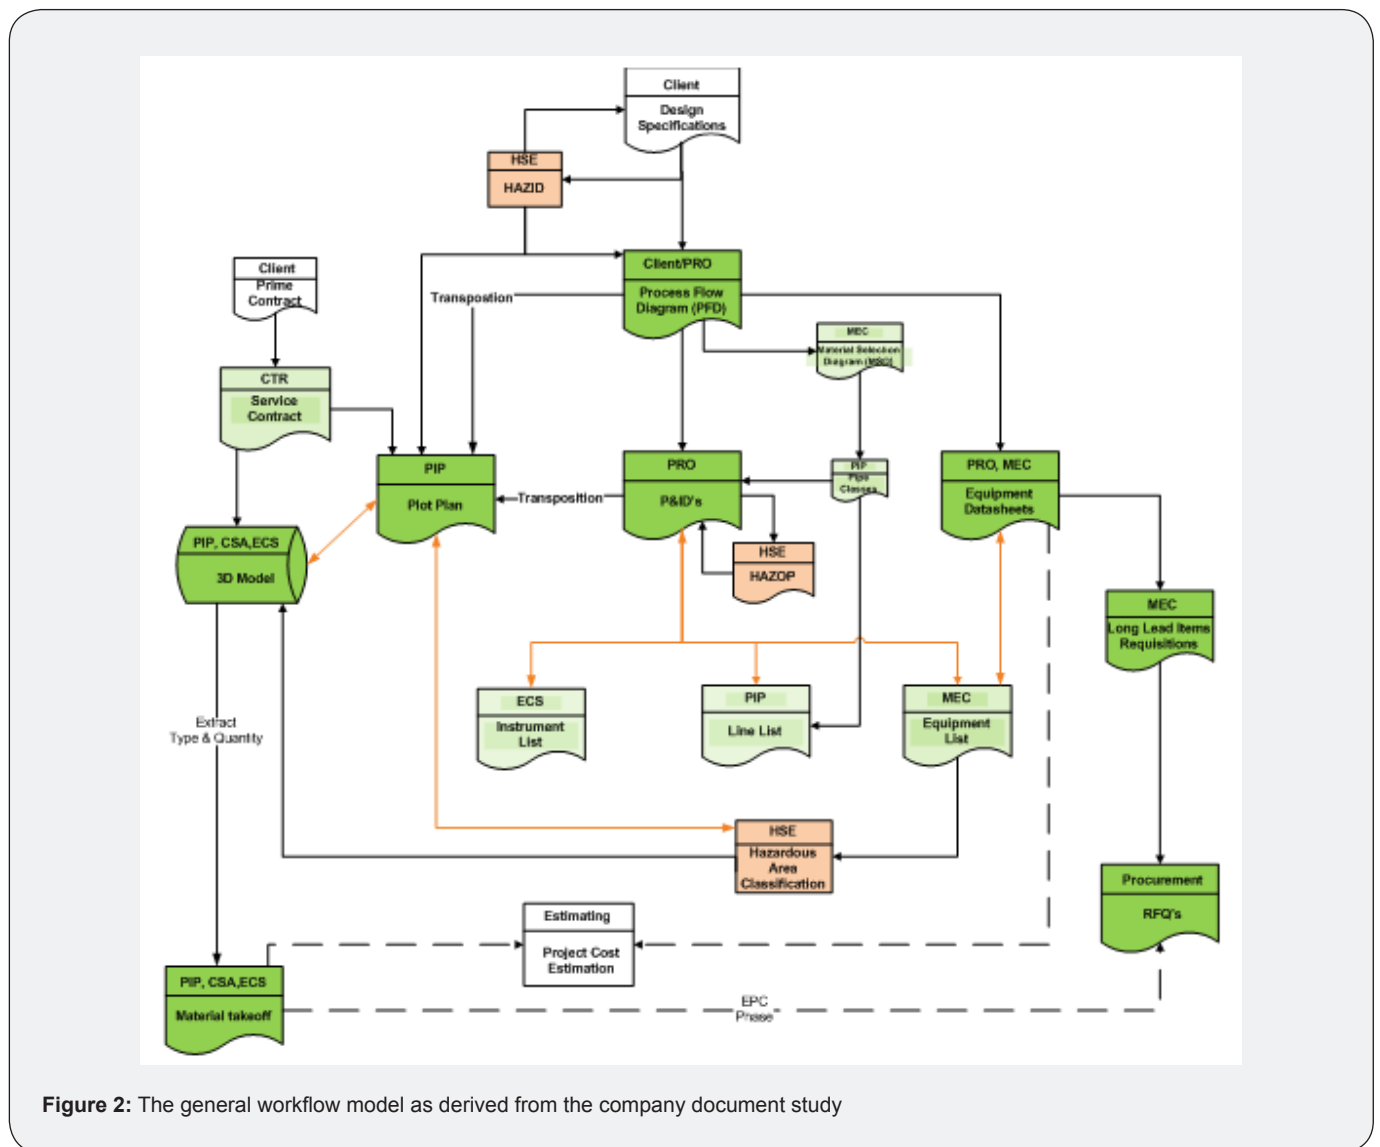 Client
Design
Specifications
HSE
HAZID
Client
Prime
Contract
Client/PRO
Process Flow
Diagram (PFD)
Transpostion
MEC
Material Selection
Diagram (MSD)
CTR
Service
Contract
PIP
Plot Plan
Transposition
PRO
P&ID's
PIP
Pipe
Classes
PRO, MEC
Equipment
Datasheets
PIP, CSA,ECS
3D Model
HSE
HAZOP
MEC
Long Lead Items
Requisitions
ECS
Instrument
List
PIP
Line List
MEC
Equipment
List
Extract
Type & Quantity
HSE
Hazardous
Area
Classification
Procurement
RFQ's
Estimating
Project Cost
Estimation
PIP, CSA,ECS
Material takeoff
EPC
Phase
Figure 2: The general workflow model as derived from the company document study